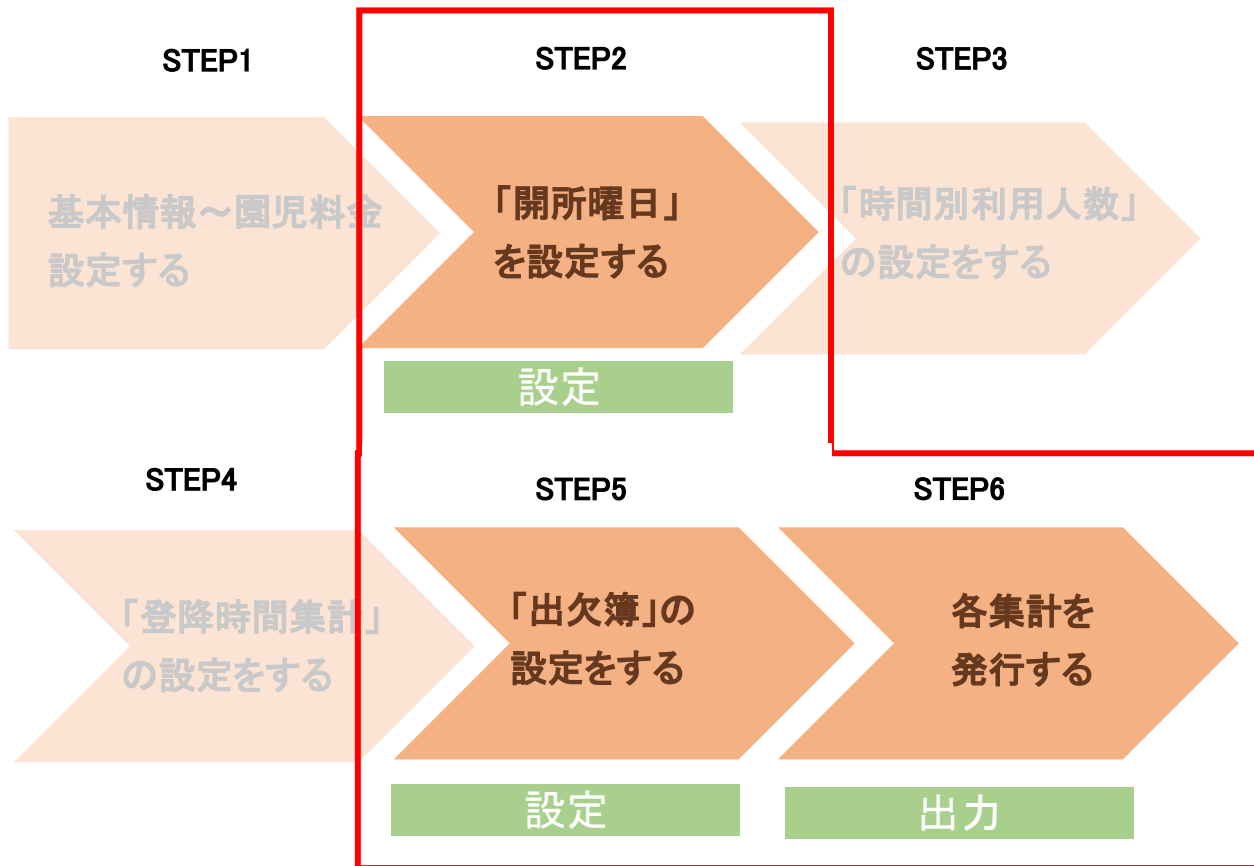 STEP1
STEP2
STEP3
基本情報～園児料金
設定する
「開所曜日」
を設定する
「時間別利用人数」
の設定をする
設定
STEP4
STEP5
STEP6
「登降時間集計」
の設定をする
「出欠簿」の
設定をする
各集計を
発行する
設定
出力